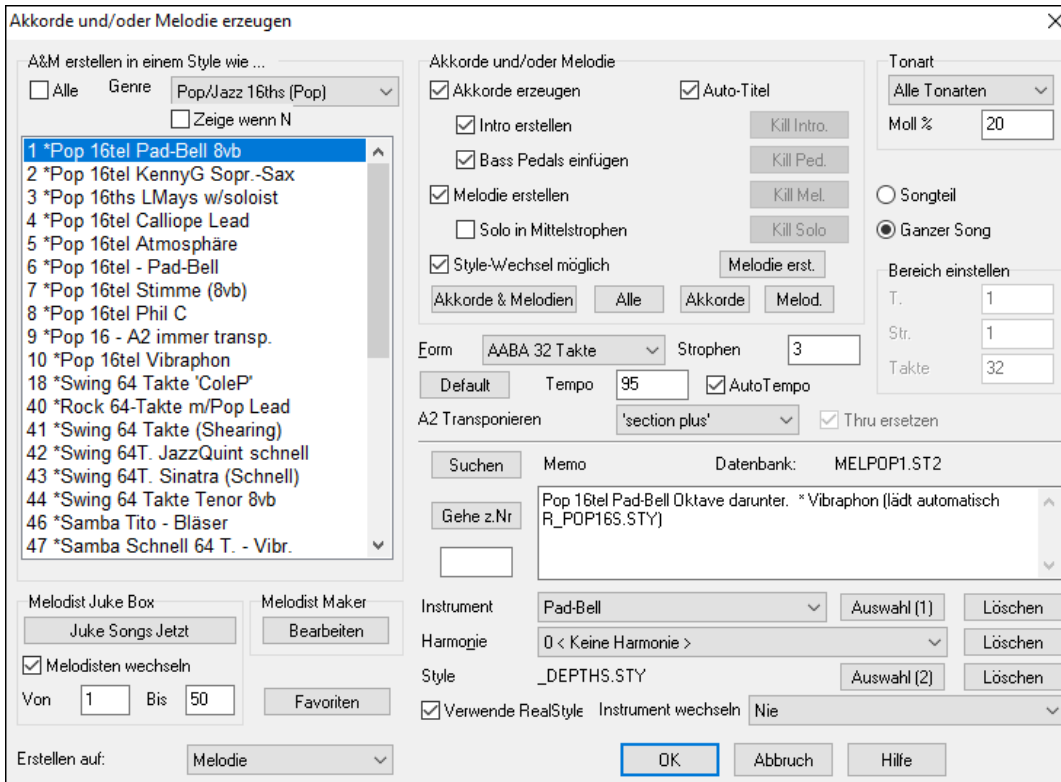 Akkorde und/oder Melodie erzeugen
A&M erstellen in einem Style wie ...
Alle Genre Pop/Jazz 16ths (Pop)
Zeige wenn N
1 *Pop 16tel Pad-Bell 8vb
2 *Pop 16tel KennyG Sopr.-Sax
3 *Pop 16ths LMays w/soloist
4 *Pop 16tel Calliope Lead
5 *Pop 16tel Atmosphäre
6 *Pop 16tel - Pad-Bell
7 *Pop 16tel Stimme (8vb)
8 *Pop 16tel Phil C
9 *Pop 16 - A2 immer transp.
10 *Pop 16tel Vibraphon
18 *Swing 64 Takte 'ColeP'
40 *Rock 64-Takte m/Pop Lead
41 *Swing 64 Takte (Shearing)
42 *Swing 64T. JazzQuint schnell
43 *Swing 64T. Sinatra (Schnell)
44 *Swing 64 Takte Tenor 8vb
46 *Samba Tito - Bläser
47 *Samba Schnell 64 T. - Vibr.
Melodist Juke Box
Juke Songs Jetzt
Melodisten wechseln
Von 1 Bis 50
Melodist Maker
Bearbeiten
Favoriten
Erstellen auf: Melodie
Akkorde und/oder Melodie
Akkorde erzeugen Auto-Titel
Intro erstellen Kill Intro.
Bass Pedals einfügen Kill Ped.
Melodie erstellen Kill Mel.
Solo in Mittelstrophen Kill Solo
Style-Wechsel möglich Melodie erst.
Akkorde & Melodien Alle Akkorde Melod.
Form AABA 32 Takte Strophen 3
Default Tempo 95 AutoTempo
A2 Transponieren 'section plus' Thru ersetzen
Tonart
Alle Tonarten
Moll % 20
Songteil
Ganzer Song
Bereich einstellen
T. 1
Str. 1
Takte 32
Suchen Memo Datenbank: MELPOP1.ST2
Gehe z.Nr
Pop 16tel Pad-Bell Oktave darunter. * Vibraphon (lädt automatisch
R_POP16S.STY)
Instrument Pad-Bell Auswahl (1) Löschen
Harmonie 0 < Keine Harmonie > Löschen
Style _DEPTHS.STY Auswahl (2) Löschen
Verwende RealStyle Instrument wechseln Nie
OK Abbruch Hilfe